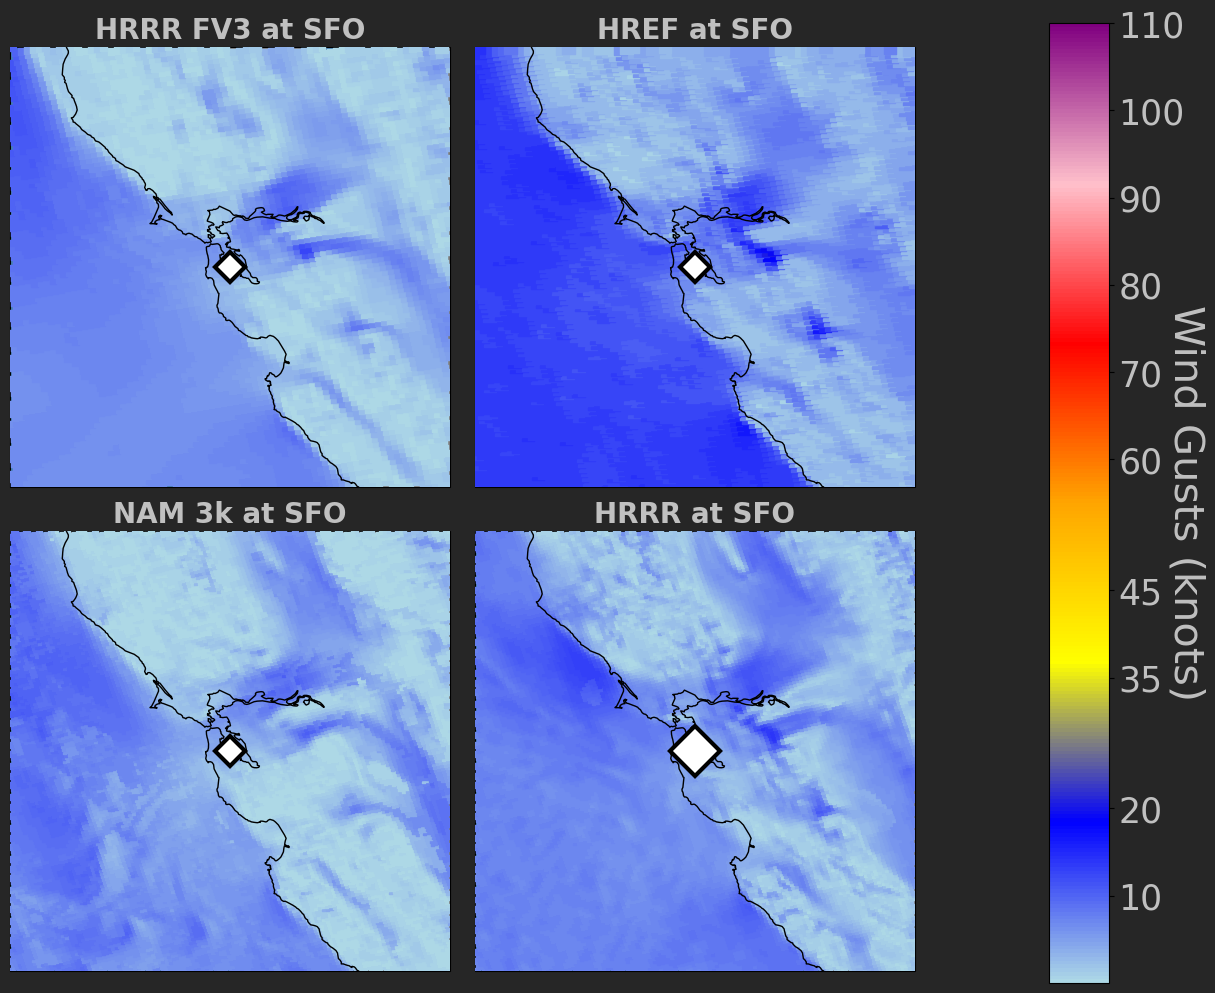 HRRR FV3 at SFO
HREF at SFO
NAM 3k at SFO
HRRR at SFO
110
100
90
80
70
60
45
35
20
10
Wind Gusts (knots)